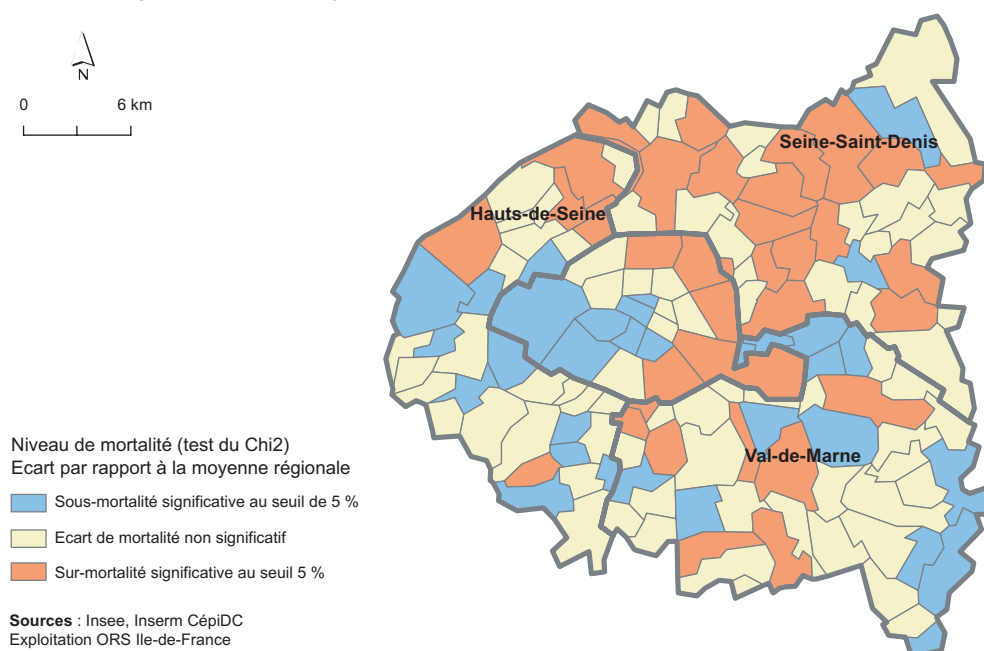 N
0 6 km
Seine-Saint-Denis
Hauts-de-Seine
Val-de-Marne
Niveau de mortalité (test du Chi2)
Ecart par rapport à la moyenne régionale
Sous-mortalité significative au seuil de 5 %
Ecart de mortalité non significatif
Sur-mortalité significative au seuil 5 %
Sources : Insee, Inserm CépiDC
Exploitation ORS Ile-de-France